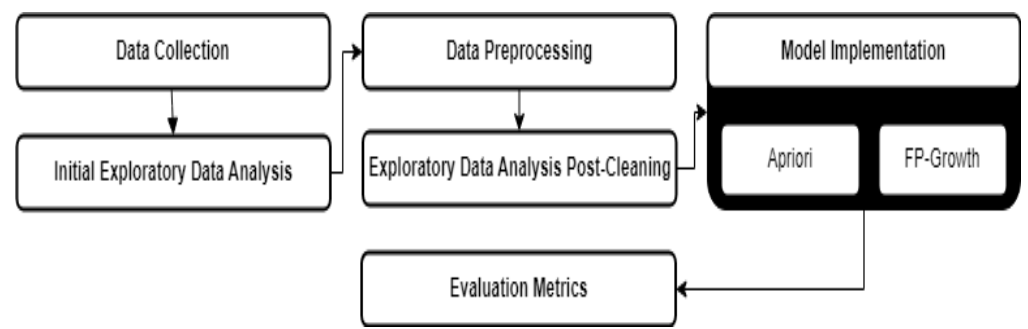 Data Collection
Initial Exploratory Data Analysis
Data Preprocessing
Exploratory Data Analysis Post-Cleaning
Model Implementation
Apriori
FP-Growth
Evaluation Metrics